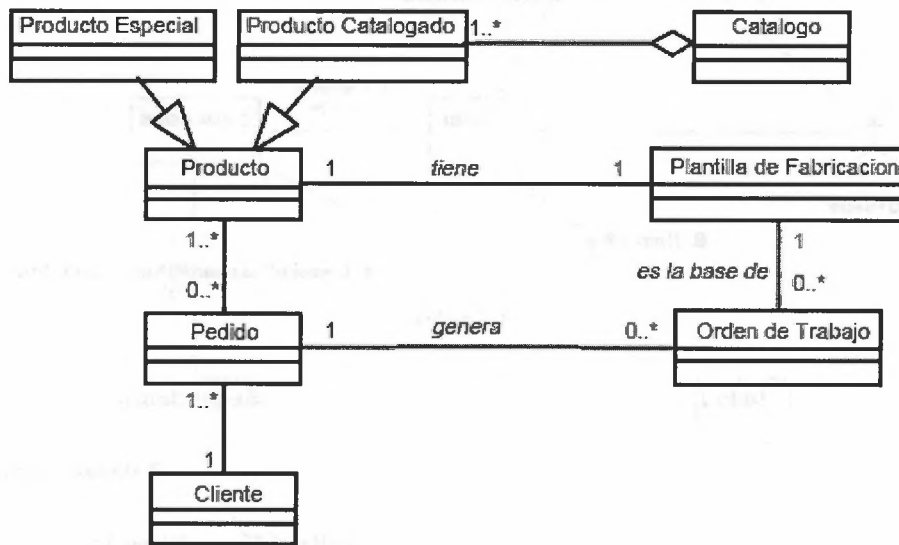 Producto Especial
Producto Catalogado
1..*
Catalogo
Producto
1
tiene
1
Plantilla de Fabricacion
1..*
1
es la base de
0..*
0..*
Pedido
1
genera
0..*
Orden de Trabajo
1..*
1
Cliente